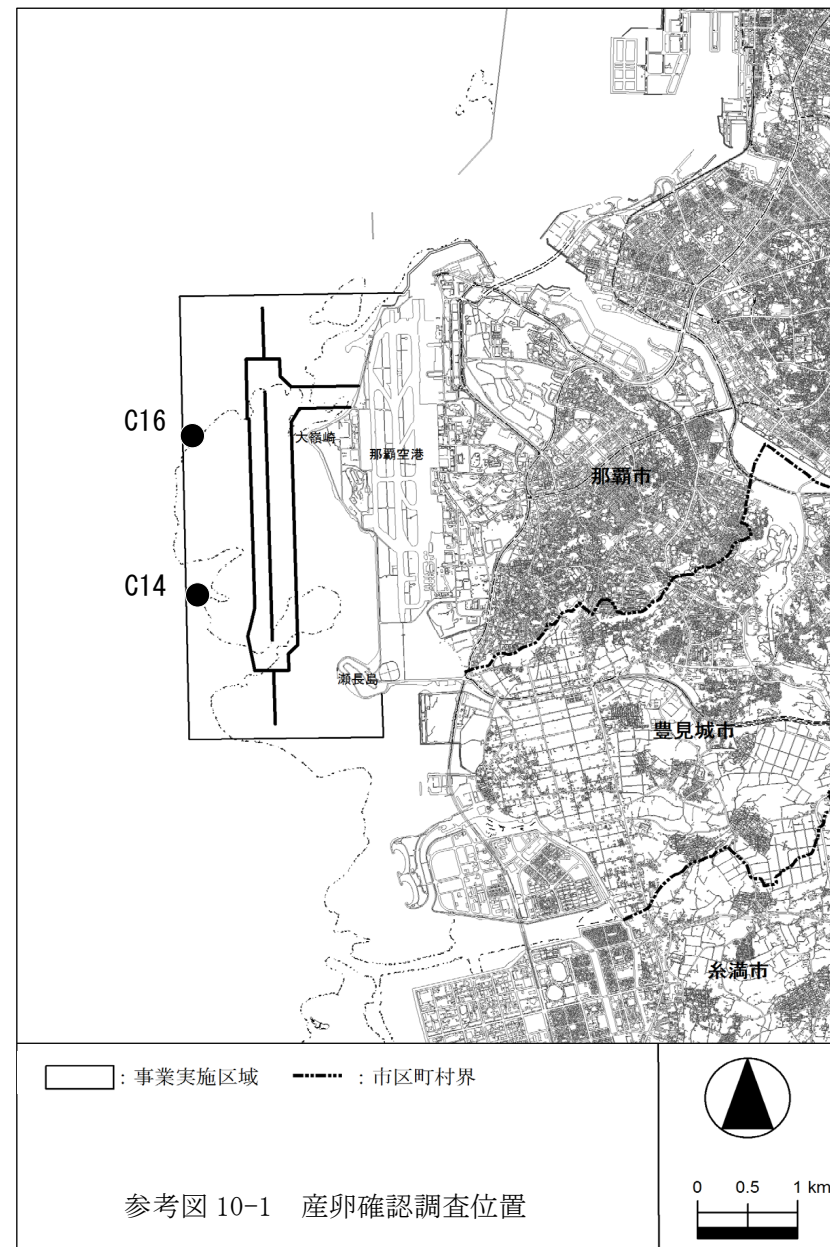 C16
大嶺崎
那覇空港
那覇市
C14
瀬長島
豊見城市
糸満市
：事業実施区域
：市区町村界
参考図 10-1　産卵確認調査位置
0 0.5 1 km